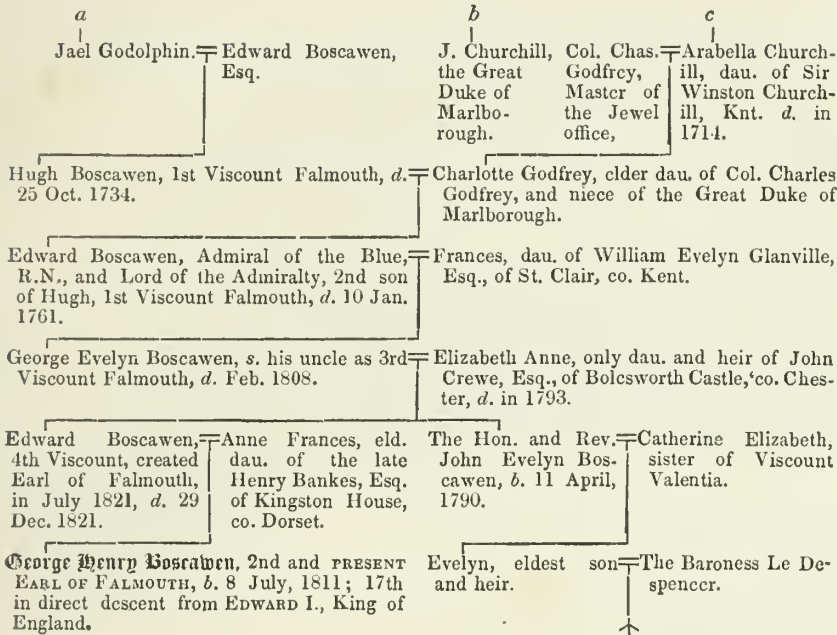 a
b
c
Jael Godolphin. Edward Boscawen,
Esq.
J. Churchill,
the Great
Duke of
Marlbo-
rough.
Col. Chas.
Godfrey,
Master of
the Jewel
office,
Arabella Church-
ill, dau. of Sir
Winston Church-
ill, Knt. d. in
1714.
Hugh Boscawen, 1st Viscount Falmouth, d.
25 Oct. 1734.
Charlotte Godfrey, elder dau. of Col. Charles
Godfrey, and niece of the Great Duke of
Marlborough.
Edward Boscawen, Admiral of the Blue,
R.N., and Lord of the Admiralty, 2nd son
of Hugh, 1st Viscount Falmouth, d. 10 Jan.
1761.
Frances, dau. of William Evelyn Glanville,
Esq., of St. Clair, co. Kent.
George Evelyn Boscawen, s. his uncle as 3rd
Viscount Falmouth, d. Feb. 1808.
Elizabeth Anne, only dau. and heir of John
Crewe, Esq., of Bolesworth Castle, co. Ches-
ter, d. in 1793.
Edward Boscawen,
4th Viscount, created
Earl of Falmouth,
in July 1821, d. 29
Dec. 1821.
Anne Frances, eld.
dau. of the late
Henry Bankes, Esq.
of Kingston House,
co. Dorset.
The Hon. and Rev.
John Evelyn Bos-
cawen, b. 11 April,
1790.
Catherine Elizabeth,
sister of Viscount
Valentia.
George Henry Boscawen, 2nd and PRESENT
EARL OF FALMOUTH, b. 8 July, 1811; 17th
in direct descent from EDWARD I., King of
England.
Evelyn, eldest son
and heir.
The Baroness Le De-
spencer.